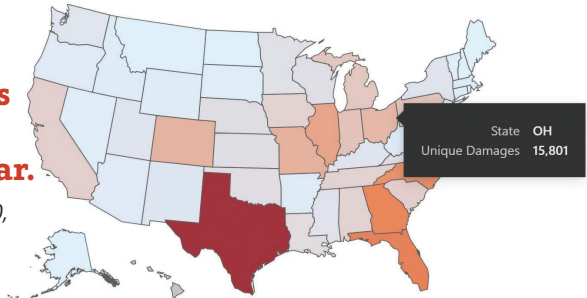 s
ar.
),
State OH
Unique Damages 15,801